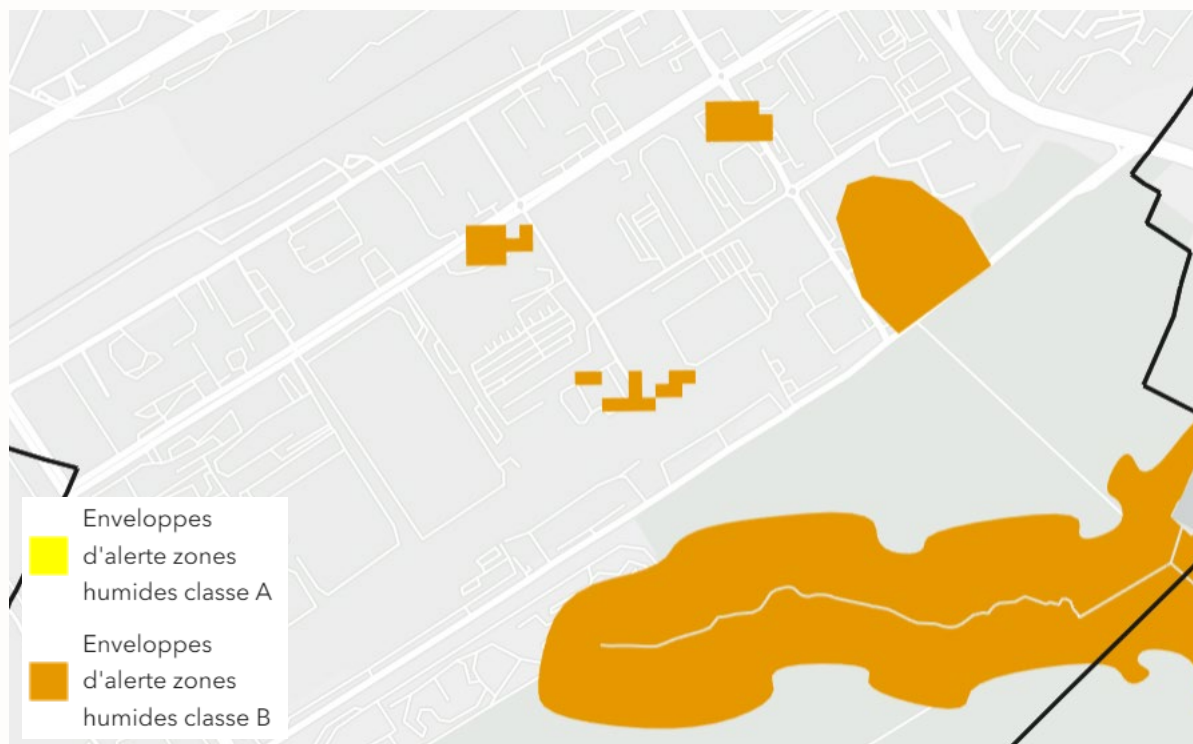 Enveloppes
d'alerte zones
humides classe A
Enveloppes
d'alerte zones
humides classe B